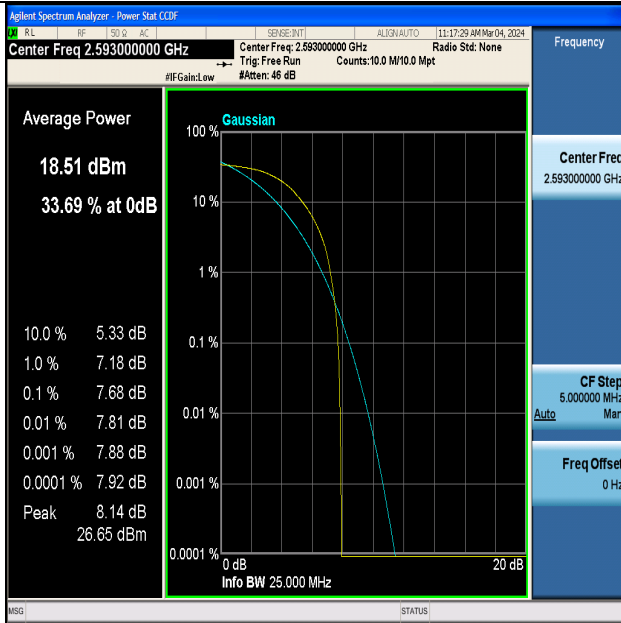 Agilent Spectrum Analyzer - Power Stat CCDF
LXI RL RF 50 Ω AC SENSE:INT ALIGN AUTO 11:17:29 AM Mar 04, 2024
Center Freq 2.593000000 GHz
Center Freq: 2.593000000 GHz Radio Std: None
Trig: Free Run Counts:10.0 M/10.0 Mpt
#IFGain:Low #Atten: 46 dB
Frequency
Average Power
18.51 dBm
33.69 % at 0dB
10.0 % 5.33 dB
1.0 % 7.18 dB
0.1 % 7.68 dB
0.01 % 7.81 dB
0.001 % 7.88 dB
0.0001 % 7.92 dB
Peak 8.14 dB
26.65 dBm
Gaussian
100 %
10 %
1 %
0.1 %
0.01 %
0.001 %
0.0001 %
0 dB 20 dB
Info BW 25.000 MHz
Center Freq
2.593000000 GHz
CF Step
5.000000 MHz
Auto Man
Freq Offset
0 Hz
MSG STATUS